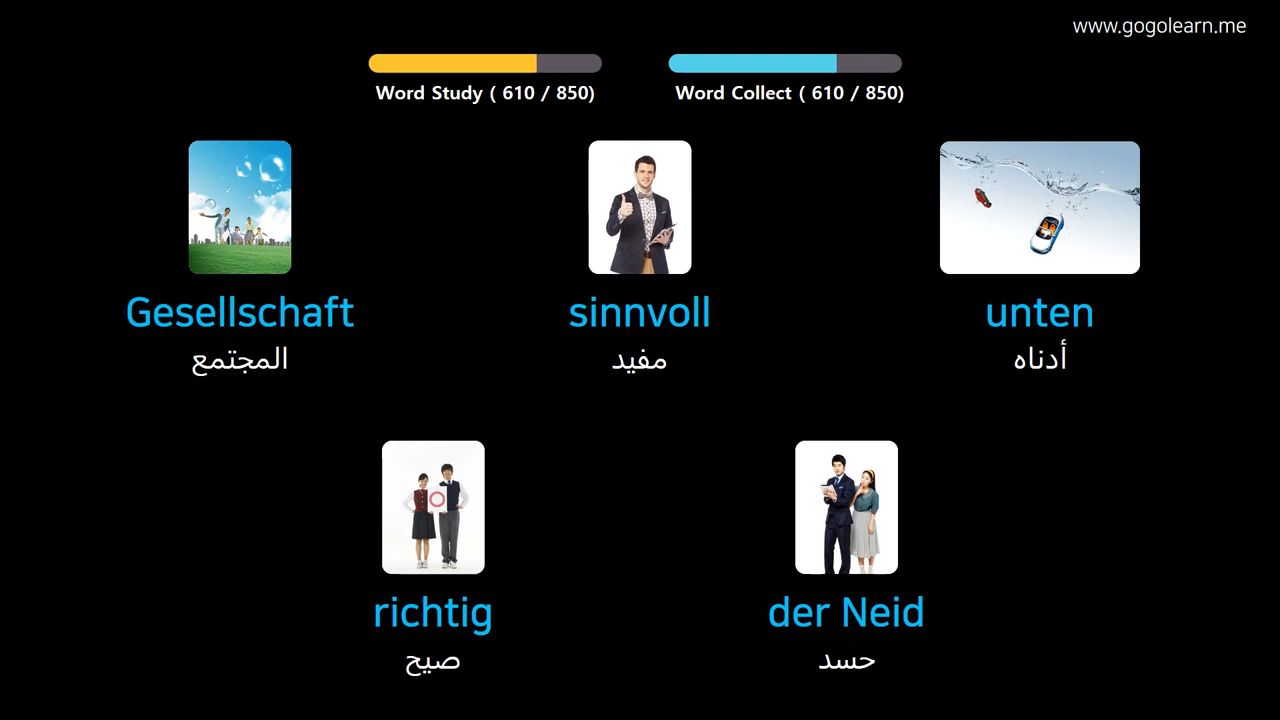 www.gogolearn.me
Word Study ( 610 / 850)
Word Collect ( 610 / 850)
Gesellschaft
المجتمع
sinnvoll
مفيد
unten
أدناه
richtig
صيح
der Neid
حسد